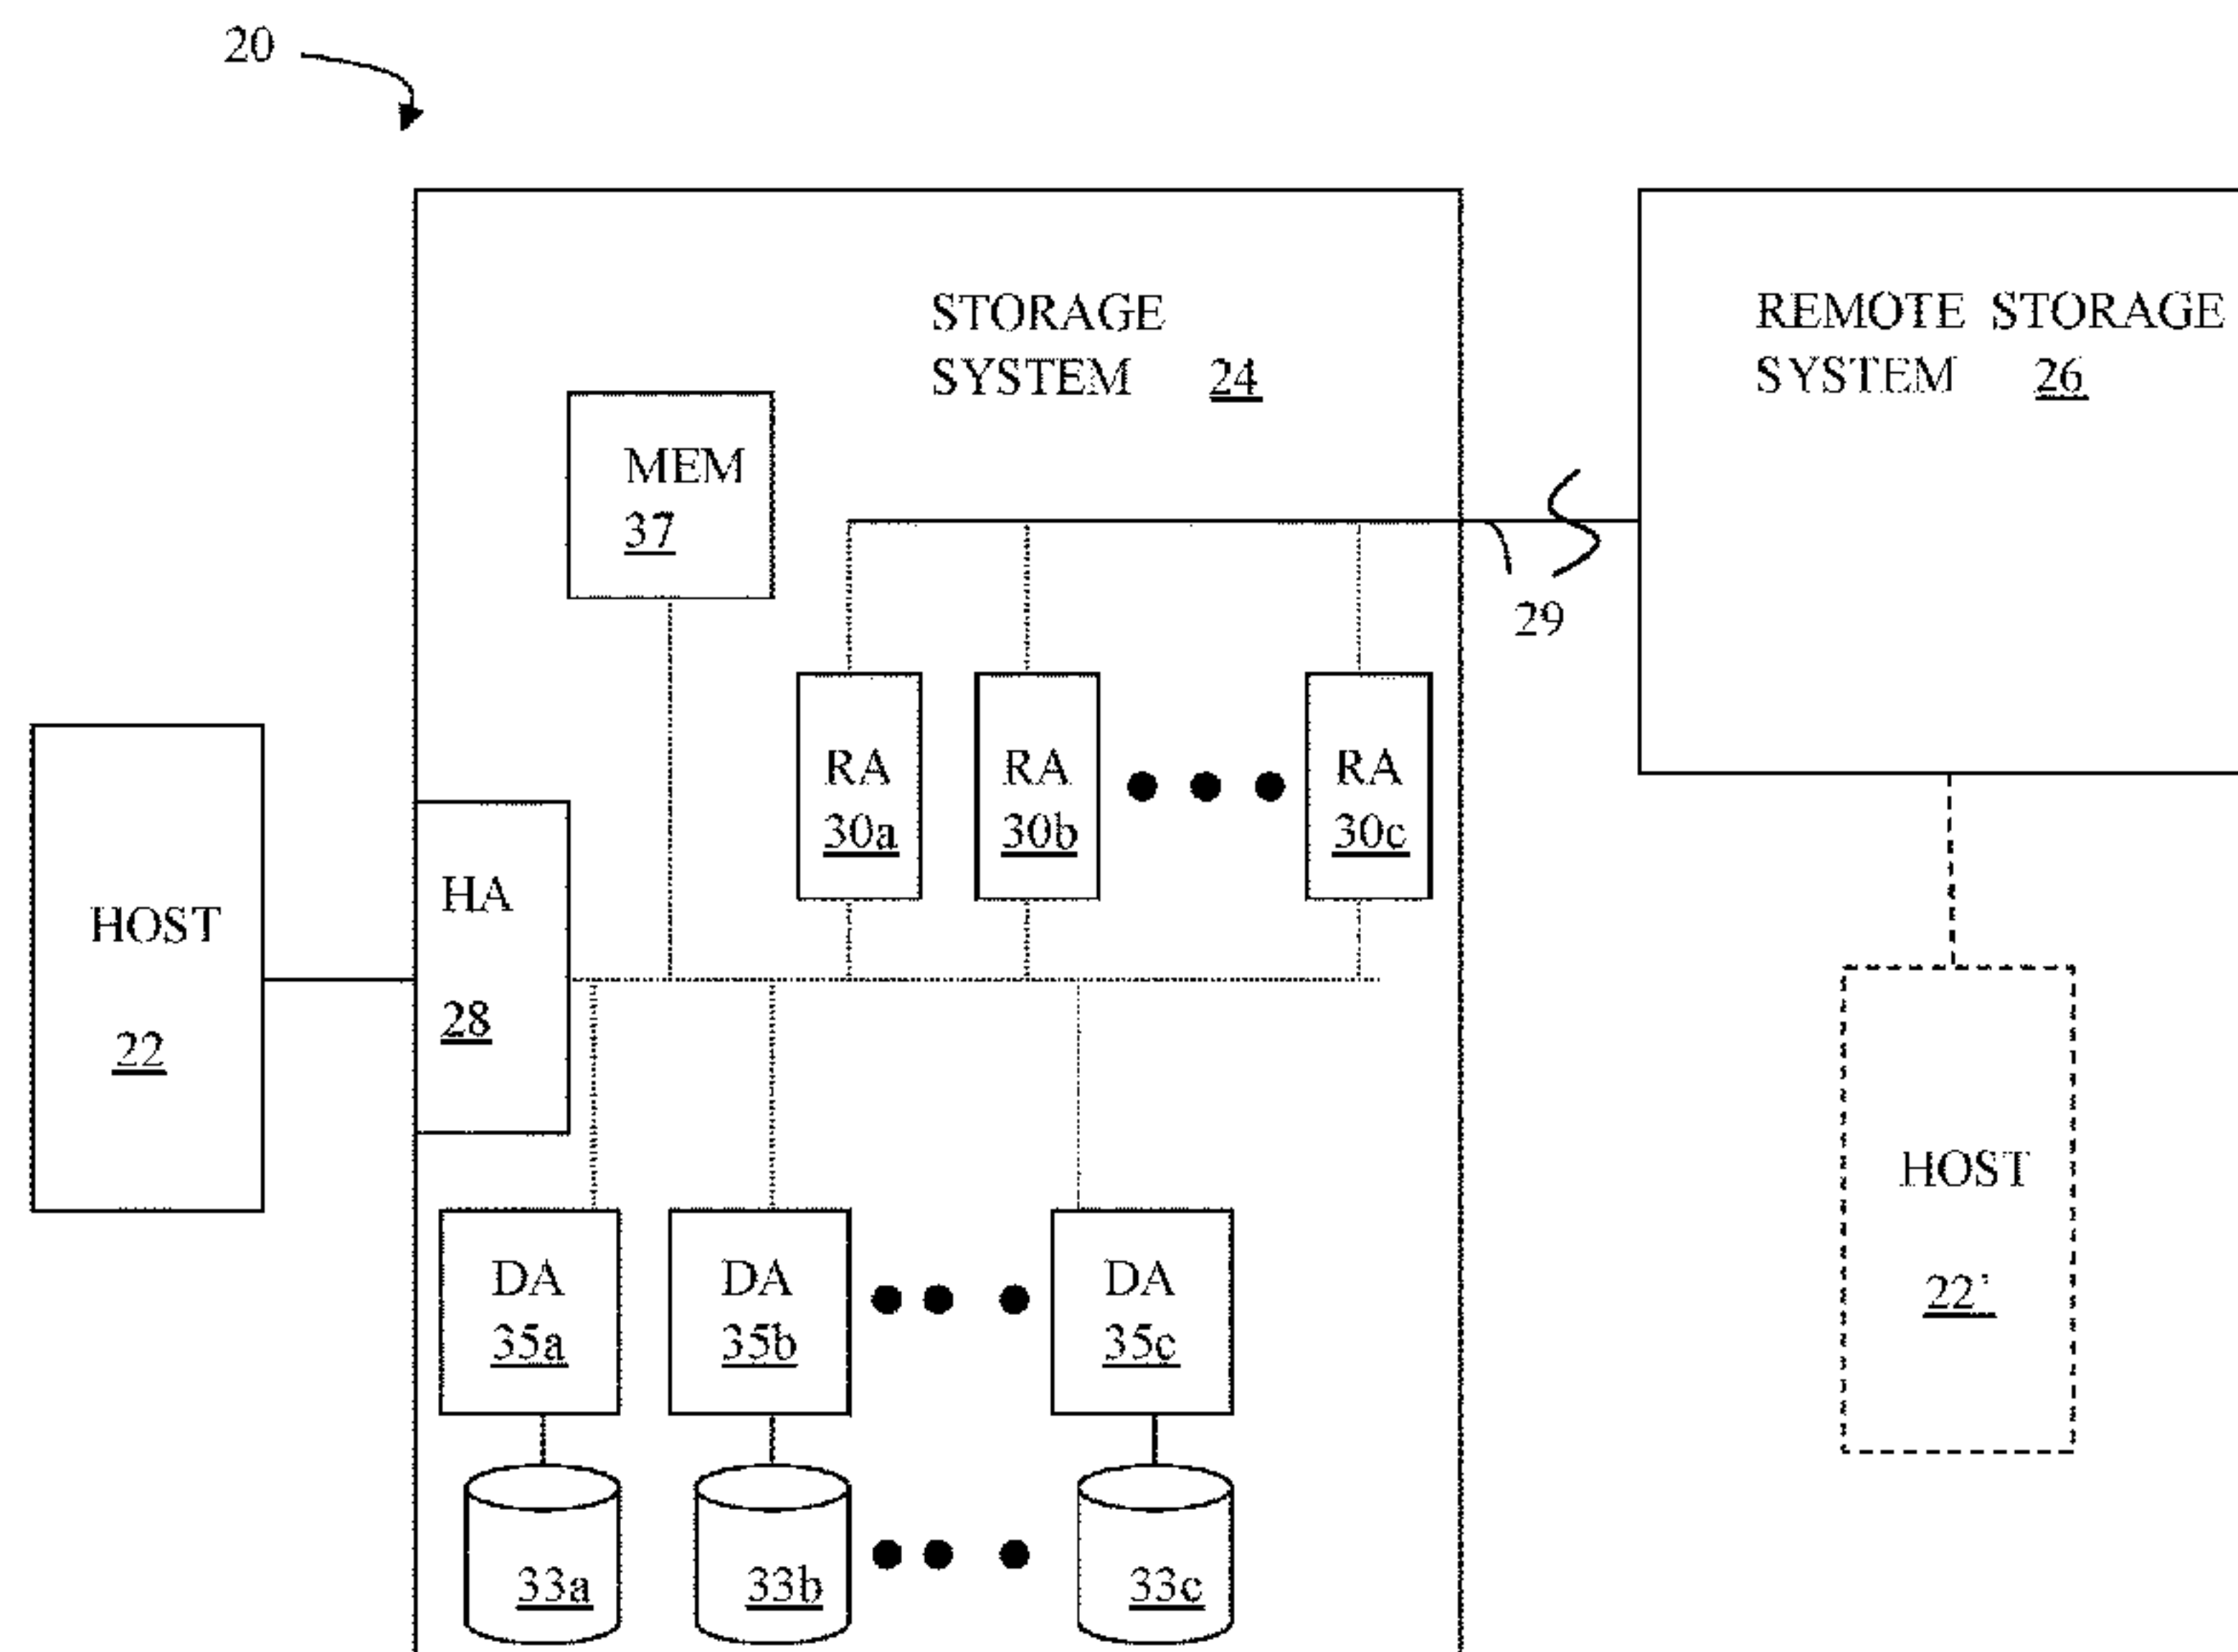 20
STORAGE
SYSTEM 24
REMOTE STORAGE
SYSTEM 26
MEM
37
29
RA
30a
RA
30b
RA
30c
HOST
22
HA
28
HOST
22'
DA
35a
DA
35b
DA
35c
33a
33b
33c